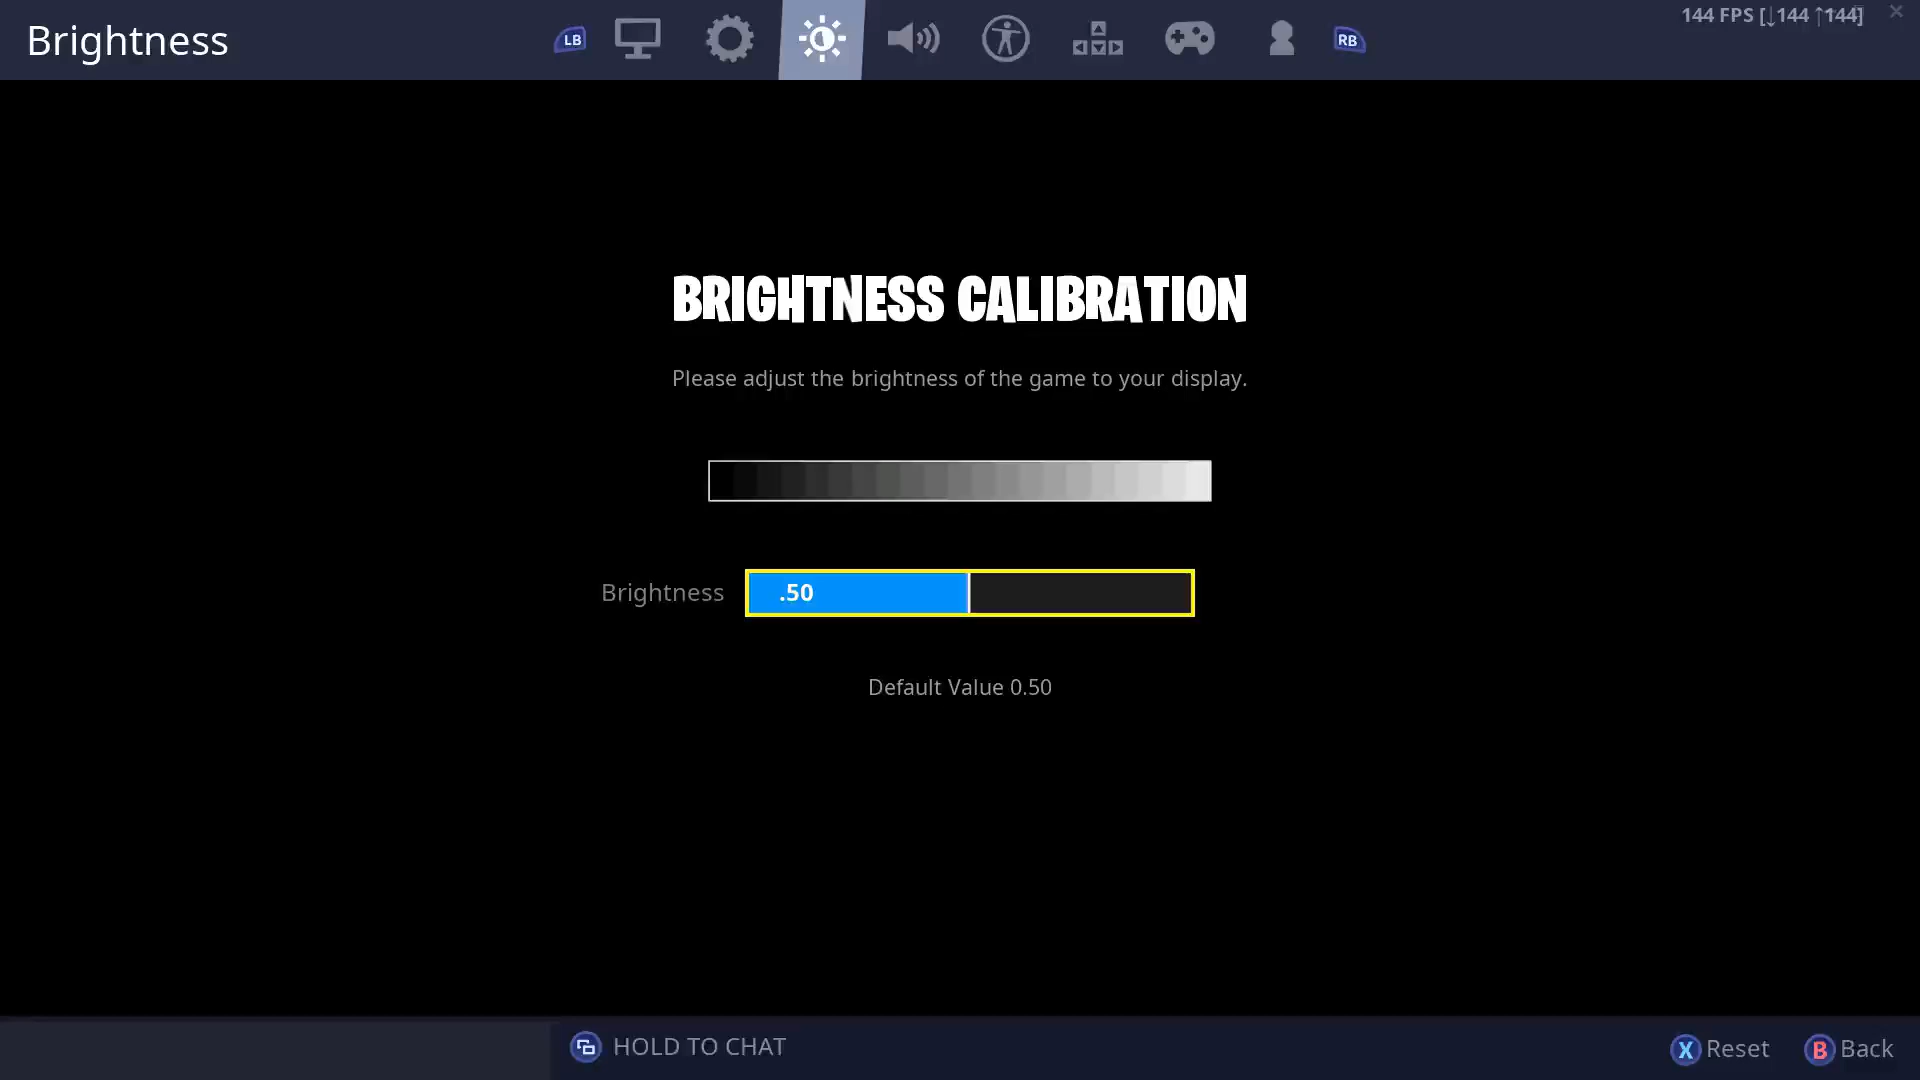 Brightness
LB
RB
144 FPS [↓144 ↑144]
BRIGHTNESS CALIBRATION
Please adjust the brightness of the game to your display.
Brightness
.50
Default Value 0.50
HOLD TO CHAT
X Reset
B Back